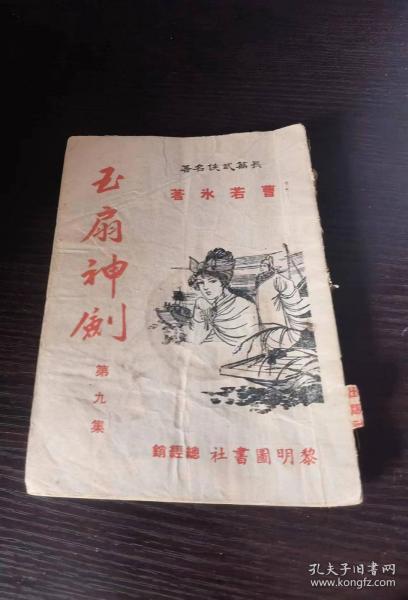 長篇武俠名著
曹若冰著
玉扇神劍
第九集
黎明圖書社總經銷
孔夫子旧书网
www.kongfz.com